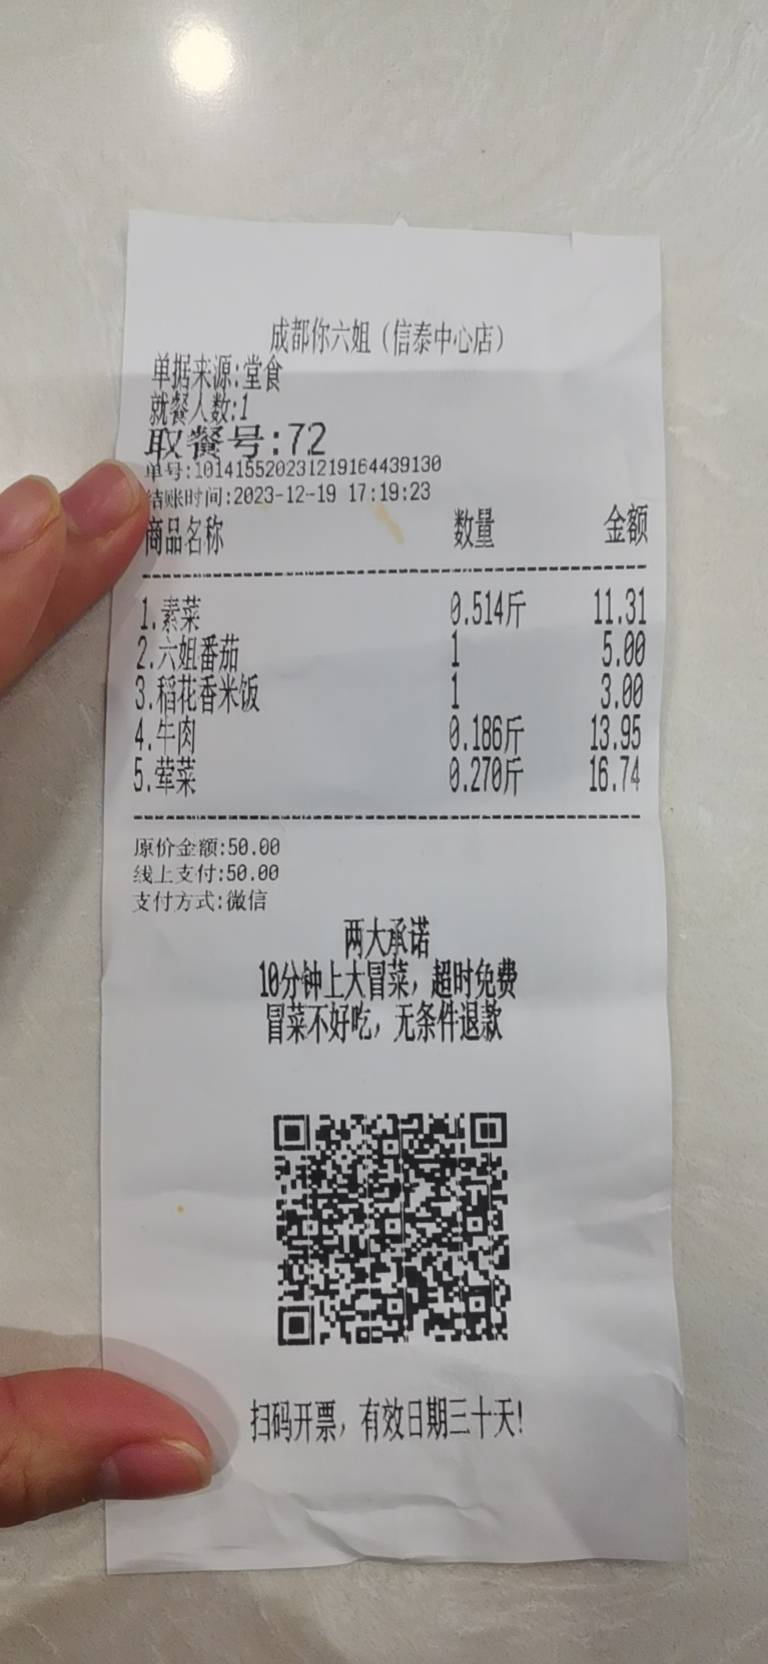 成都你六姐（信泰中心店）
单据来源:堂食
就餐人数:1
取餐号:72
单号:10141552023121916443913​0
结账时间:2023-12-19 17:19:23
商品名称 数量 金额
1.素菜 0.514斤 11.31
2.六姐番茄 1 5.00
3.稻花香米饭 1 3.00
4.牛肉 0.186斤 13.95
5.荤菜 0.270斤 16.74
原价金额:50.00
线上支付:50.00
支付方式:微信
两大承诺
10分钟上大冒菜，超时免费
冒菜不好吃，无条件退款
扫码开票，有效日期三十天!